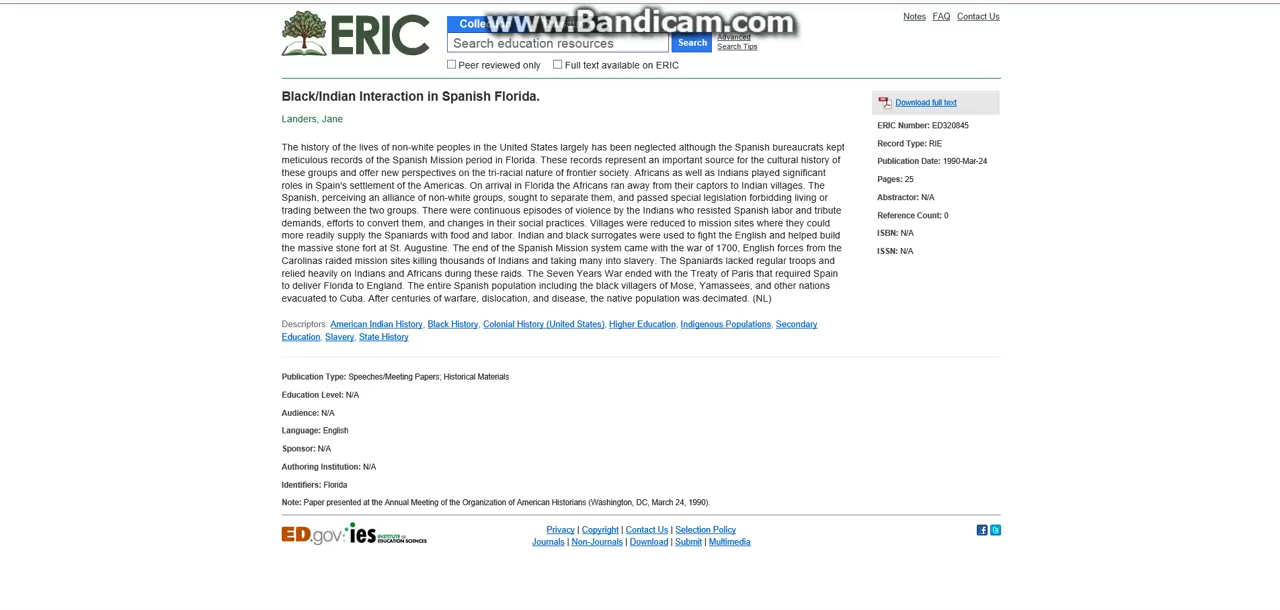 www.Bandicam.com
Notes FAQ Contact Us
ERIC
Search education resources
Search
Advanced
Search Tips
Peer reviewed only Full text available on ERIC
Black/Indian Interaction in Spanish Florida.
Landers, Jane
The history of the lives of non-white peoples in the United States largely has been neglected although the Spanish bureaucrats kept
meticulous records of the Spanish Mission period in Florida. These records represent an important source for the cultural history of
these groups and offer new perspectives on the tri-racial nature of frontier society. Africans as well as Indians played significant
roles in Spain's settlement of the Americas. On arrival in Florida the Africans ran away from their captors to Indian villages. The
Spanish, perceiving an alliance of non-white groups, sought to separate them, and passed special legislation forbidding living or
trading between the two groups. There were continuous episodes of violence by the Indians who resisted Spanish labor and tribute
demands, efforts to convert them, and changes in their social practices. Villages were reduced to mission sites where they could
more readily supply the Spaniards with food and labor. Indian and black surrogates were used to fight the English and helped build
the massive stone fort at St. Augustine. The end of the Spanish Mission system came with the war of 1700, English forces from the
Carolinas raided mission sites killing thousands of Indians and taking many into slavery. The Spaniards lacked regular troops and
relied heavily on Indians and Africans during these raids. The Seven Years War ended with the Treaty of Paris that required Spain
to deliver Florida to England. The entire Spanish population including the black villagers of Mose, Yamassees, and other nations
evacuated to Cuba. After centuries of warfare, dislocation, and disease, the native population was decimated. (NL)
Descriptors: American Indian History, Black History, Colonial History (United States), Higher Education, Indigenous Populations, Secondary
Education, Slavery, State History
Download full text
ERIC Number: ED320845
Record Type: RIE
Publication Date: 1990-Mar-24
Pages: 25
Abstractor: N/A
Reference Count: 0
ISBN: N/A
ISSN: N/A
Publication Type: Speeches/Meeting Papers; Historical Materials
Education Level: N/A
Audience: N/A
Language: English
Sponsor: N/A
Authoring Institution: N/A
Identifiers: Florida
Note: Paper presented at the Annual Meeting of the Organization of American Historians (Washington, DC, March 24, 1990).
ED.gov ies INSTITUTE OF
EDUCATION SCIENCES
Privacy | Copyright | Contact Us | Selection Policy
Journals | Non-Journals | Download | Submit | Multimedia